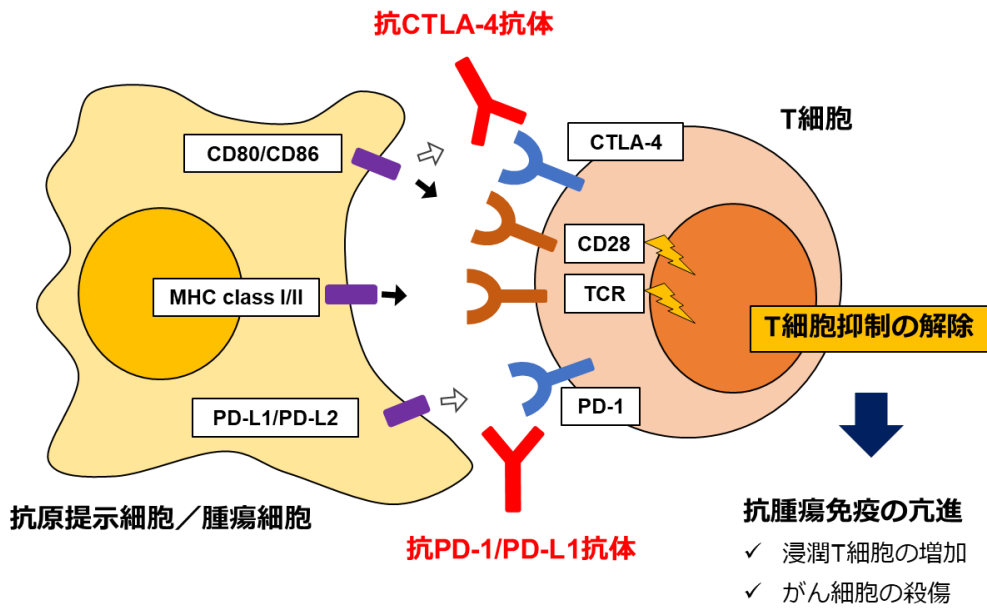 抗CTLA-4抗体
T細胞
CD80/CD86
CTLA-4
CD28
MHC class I/II
TCR
T細胞抑制の解除
PD-L1/PD-L2
PD-1
抗原提示細胞／腫瘍細胞
抗PD-1/PD-L1抗体
抗腫瘍免疫の亢進
✓ 浸潤T細胞の増加
✓ がん細胞の殺傷